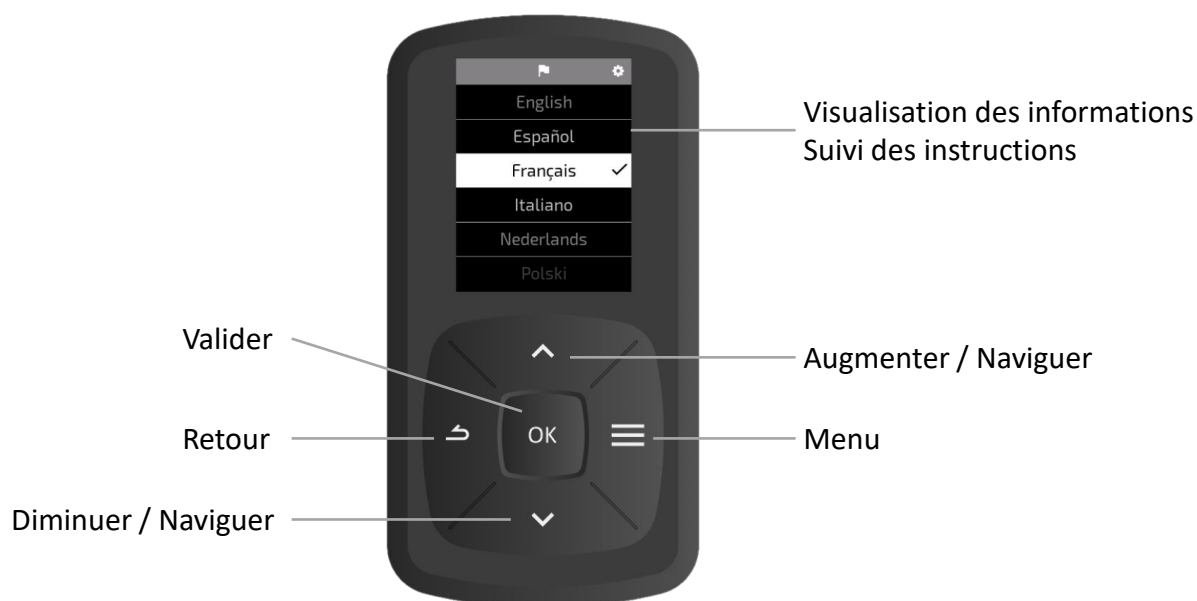 English
Español
Français
Italiano
Nederlands
Polski
Visualisation des informations
Suivi des instructions
Valider
Augmenter / Naviguer
Retour
OK
Menu
Diminuer / Naviguer